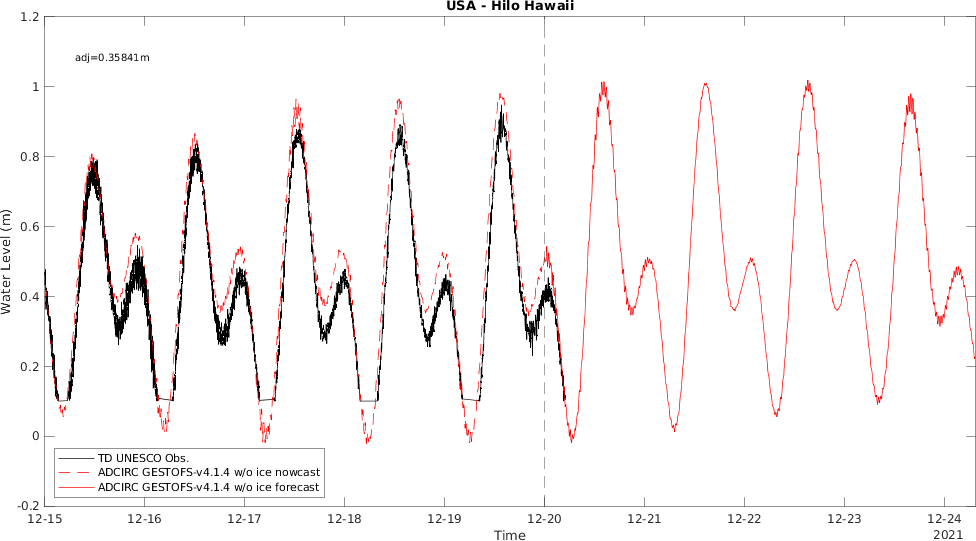 USA - Hilo Hawaii
adj=0.35841m
1.2
1
0.8
0.6
0.4
0.2
0
-0.2
Water Level (m)
TD UNESCO Obs.
ADCIRC GESTOFS-v4.1.4 w/o ice nowcast
ADCIRC GESTOFS-v4.1.4 w/o ice forecast
12-15 12-16 12-17 12-18 12-19 12-20 12-21 12-22 12-23 12-24
Time
2021